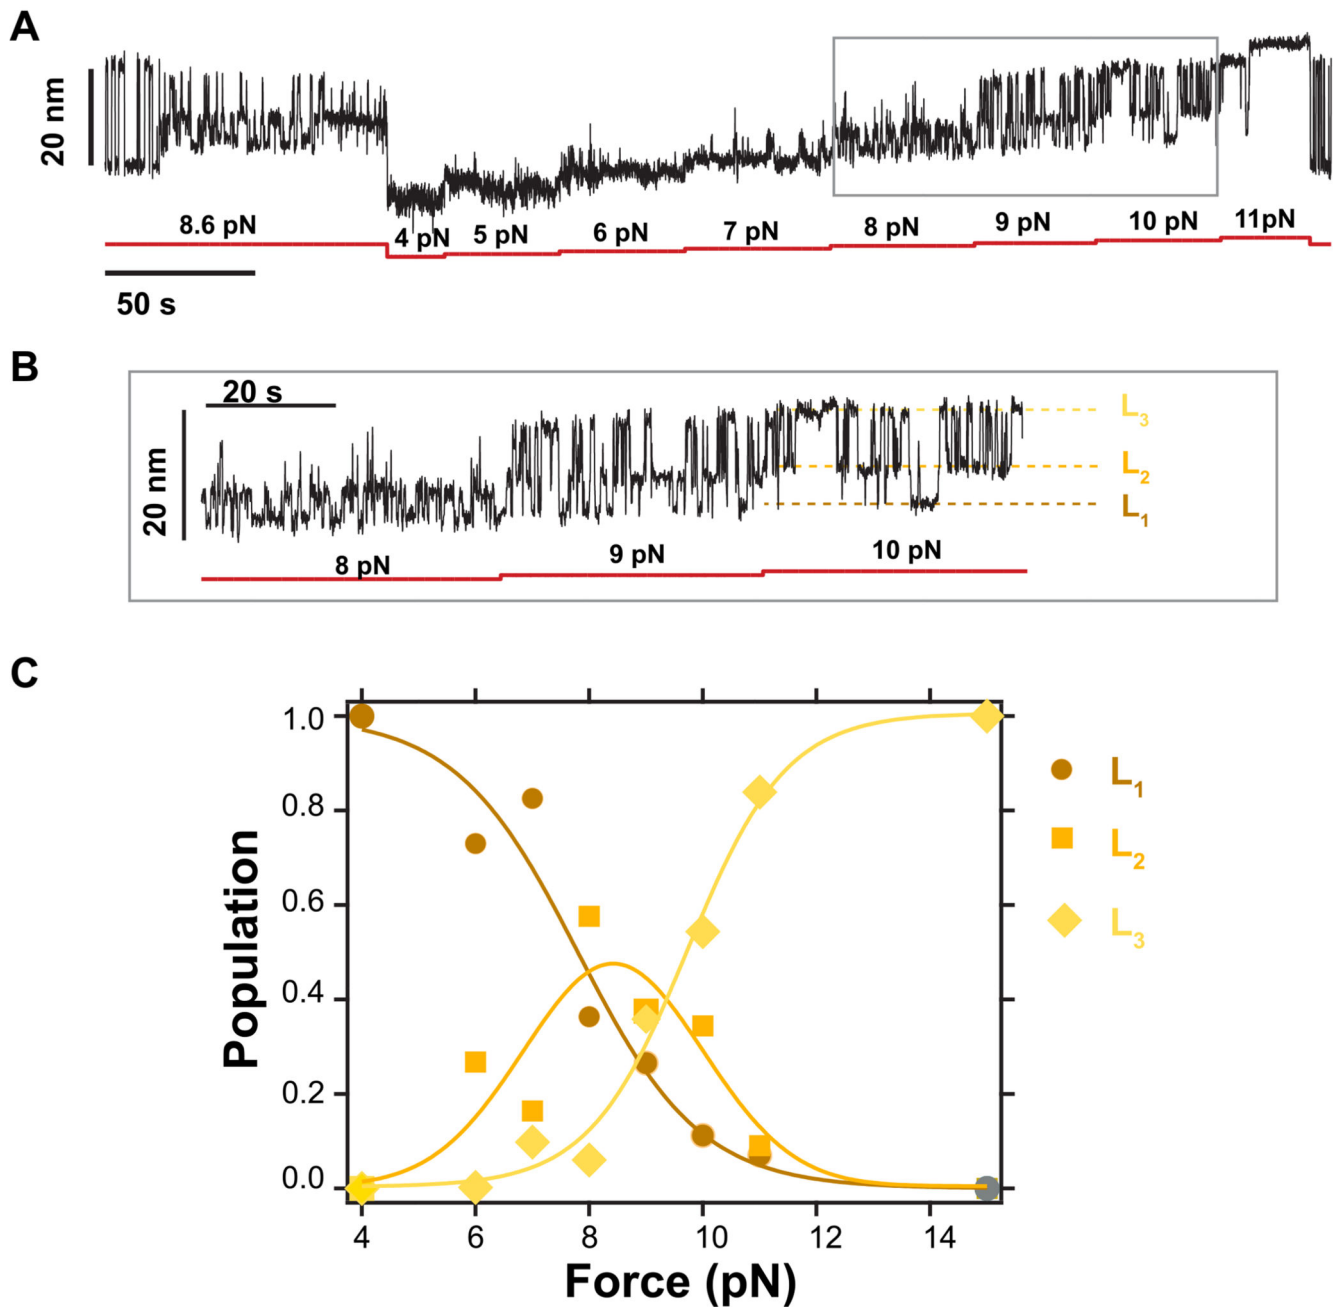 A
20 nm
8.6 pN
4 pN
5 pN
6 pN
7 pN
8 pN
9 pN
10 pN
11pN
50 s
B
20 s
20 nm
L3
L2
L1
8 pN
9 pN
10 pN
C
1.0
0.8
0.6
0.4
0.2
0.0
Population
4
6
8
10
12
14
Force (pN)
L1
L2
L3